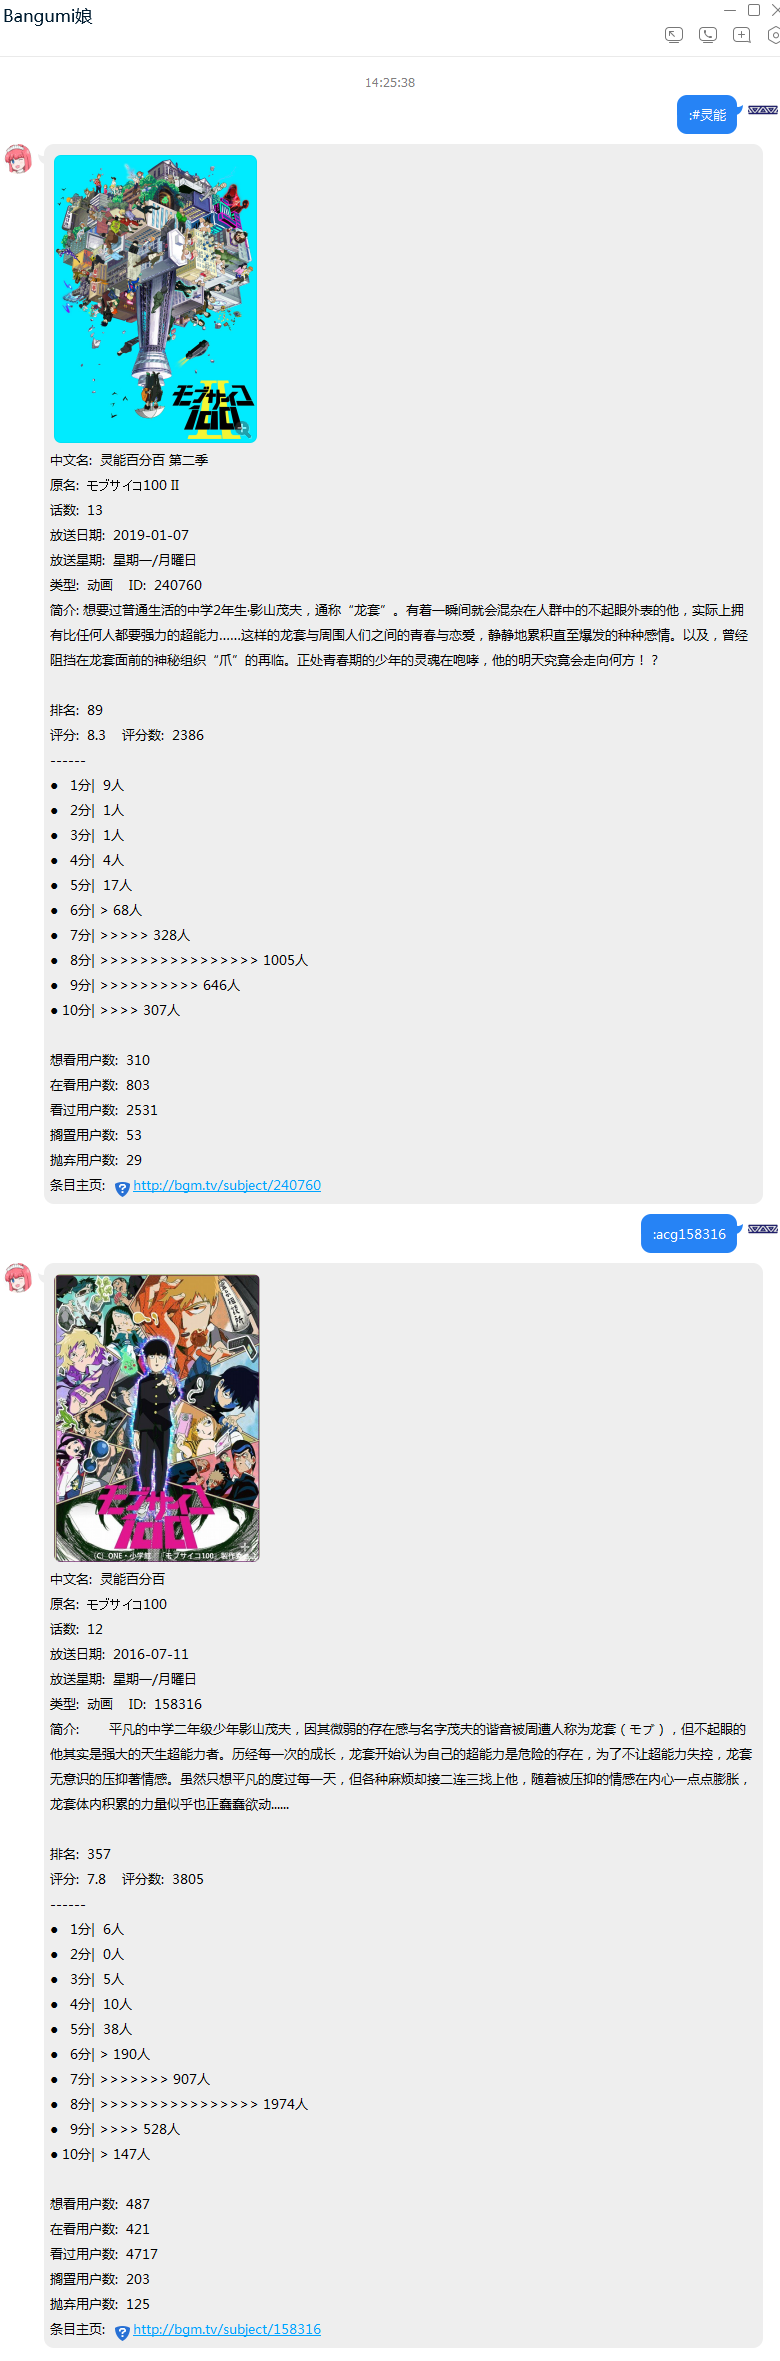 Bangumi娘
14:25:38
:#灵能
モブサイコ
100
II
中文名: 灵能百分百 第二季
原名: モブサイコ100 II
话数: 13
放送日期: 2019-01-07
放送星期: 星期一/月曜日
类型: 动画 ID: 240760
简介: 想要过普通生活的中学2年生·影山茂夫，通称“龙套”。有着一瞬间就会混杂在人群中的不起眼外表的他，实际上拥
有比任何人都要强力的超能力……这样的龙套与周围人们之间的青春与恋爱，静静地累积直至爆发的种种感情。以及，曾经
阻挡在龙套面前的神秘组织“爪”的再临。正处青春期的少年的灵魂在咆哮，他的明天究竟会走向何方！？
排名: 89
评分: 8.3 评分数: 2386
------
● 1分| 9人
● 2分| 1人
● 3分| 1人
● 4分| 4人
● 5分| 17人
● 6分| > 68人
● 7分| >>>>> 328人
● 8分| >>>>>>>>>>>>>>>> 1005人
● 9分| >>>>>>>>>> 646人
● 10分| >>>> 307人
想看用户数: 310
在看用户数: 803
看过用户数: 2531
搁置用户数: 53
抛弃用户数: 29
条目主页: http://bgm.tv/subject/240760
:acg158316
モブサイコ
100
(C) ONE・小学館／「モブサイコ100」製作委
中文名: 灵能百分百
原名: モブサイコ100
话数: 12
放送日期: 2016-07-11
放送星期: 星期一/月曜日
类型: 动画 ID: 158316
简介: 平凡的中学二年级少年影山茂夫，因其微弱的存在感与名字茂夫的谐音被周遭人称为龙套（モブ），但不起眼的
他其实是强大的天生超能力者。历经每一次的成长，龙套开始认为自己的超能力是危险的存在，为了不让超能力失控，龙套
无意识的压抑著情感。虽然只想平凡的度过每一天，但各种麻烦却接二连三找上他，随着被压抑的情感在内心一点点膨胀，
龙套体内积累的力量似乎也正蠢蠢欲动......
排名: 357
评分: 7.8 评分数: 3805
------
● 1分| 6人
● 2分| 0人
● 3分| 5人
● 4分| 10人
● 5分| 38人
● 6分| > 190人
● 7分| >>>>>>> 907人
● 8分| >>>>>>>>>>>>>>>> 1974人
● 9分| >>>> 528人
● 10分| > 147人
想看用户数: 487
在看用户数: 421
看过用户数: 4717
搁置用户数: 203
抛弃用户数: 125
条目主页: http://bgm.tv/subject/158316